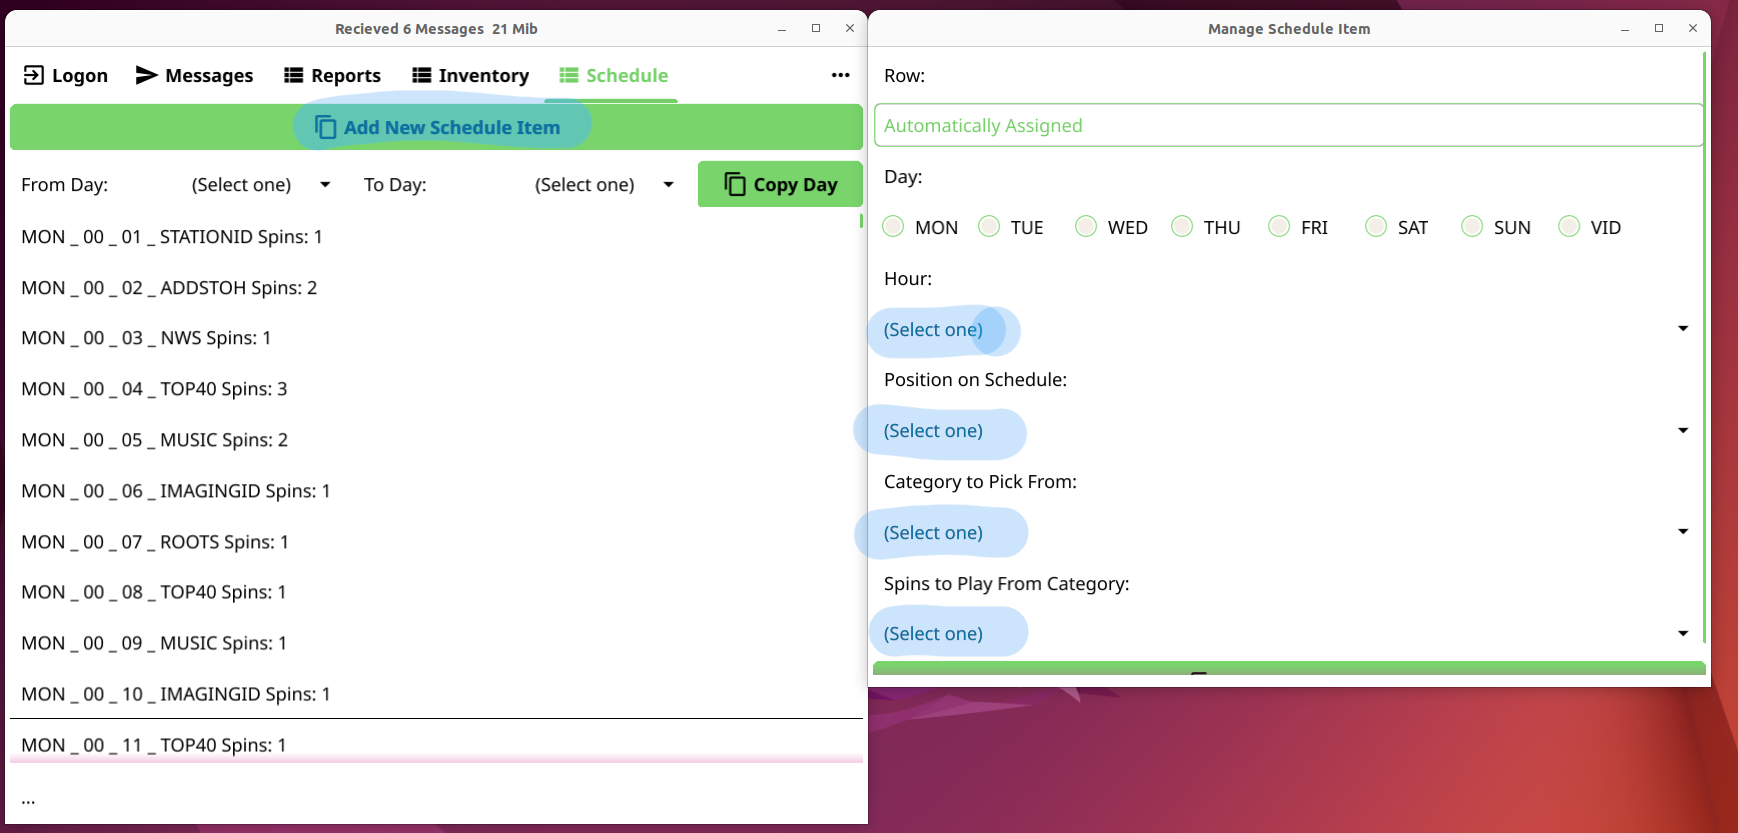 Recieved 6 Messages  21 Mib
Logon Messages Reports Inventory Schedule ...
Add New Schedule Item
From Day: (Select one) To Day: (Select one) Copy Day
MON _ 00 _ 01 _ STATIONID Spins: 1
MON _ 00 _ 02 _ ADDSTOH Spins: 2
MON _ 00 _ 03 _ NWS Spins: 1
MON _ 00 _ 04 _ TOP40 Spins: 3
MON _ 00 _ 05 _ MUSIC Spins: 2
MON _ 00 _ 06 _ IMAGINGID Spins: 1
MON _ 00 _ 07 _ ROOTS Spins: 1
MON _ 00 _ 08 _ TOP40 Spins: 1
MON _ 00 _ 09 _ MUSIC Spins: 1
MON _ 00 _ 10 _ IMAGINGID Spins: 1
MON _ 00 _ 11 _ TOP40 Spins: 1
...
Manage Schedule Item
Row:
Automatically Assigned
Day:
MON TUE WED THU FRI SAT SUN VID
Hour:
(Select one)
Position on Schedule:
(Select one)
Category to Pick From:
(Select one)
Spins to Play From Category:
(Select one)